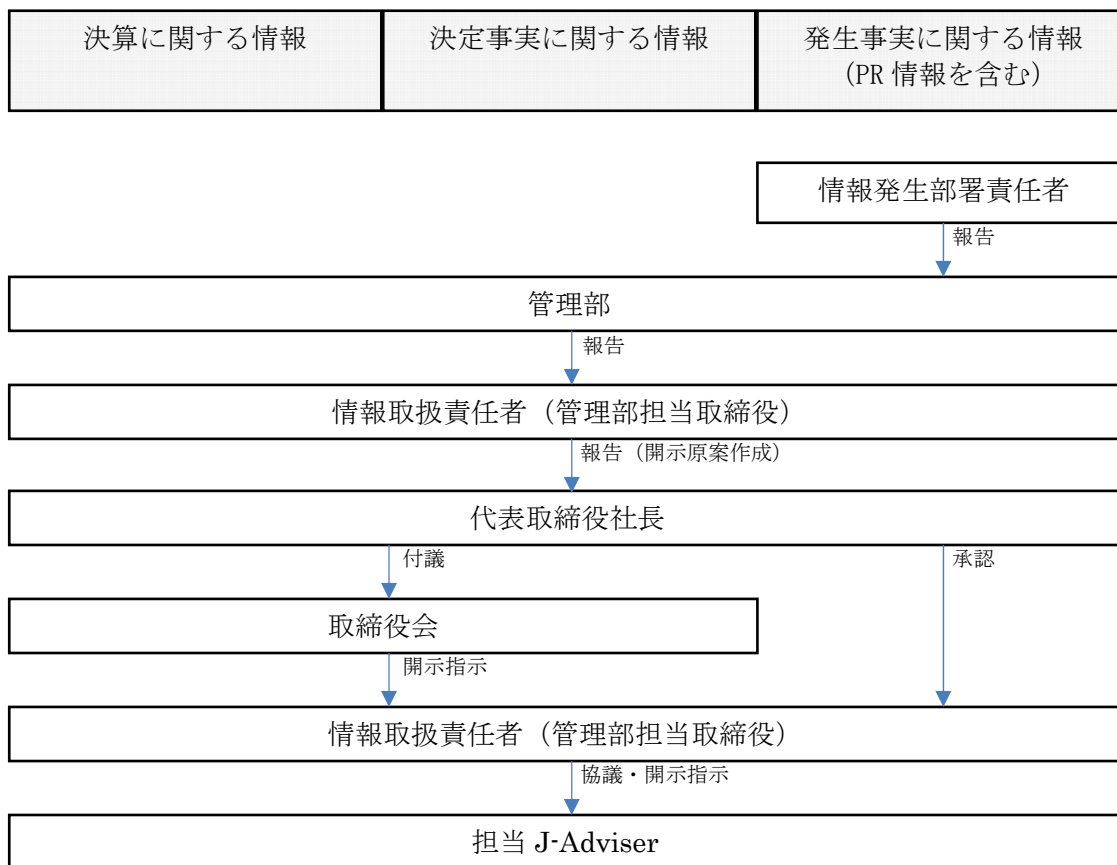 決算に関する情報
決定事実に関する情報
発生事実に関する情報
（PR 情報を含む）
情報発生部署責任者
報告
管理部
報告
情報取扱責任者（管理部担当取締役）
報告（開示原案作成）
代表取締役社長
付議
承認
取締役会
開示指示
情報取扱責任者（管理部担当取締役）
協議・開示指示
担当 J-Adviser